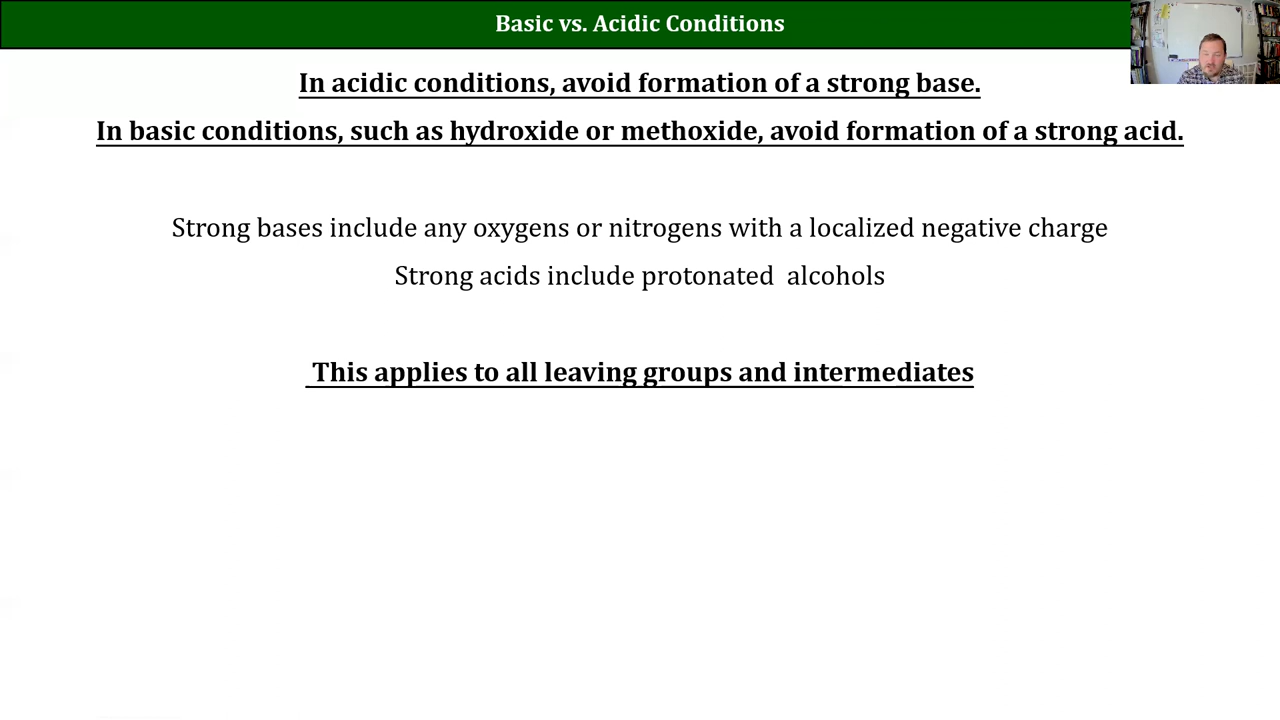 Basic vs. Acidic Conditions
In acidic conditions, avoid formation of a strong base.
In basic conditions, such as hydroxide or methoxide, avoid formation of a strong acid.
Strong bases include any oxygens or nitrogens with a localized negative charge
Strong acids include protonated  alcohols
This applies to all leaving groups and intermediates